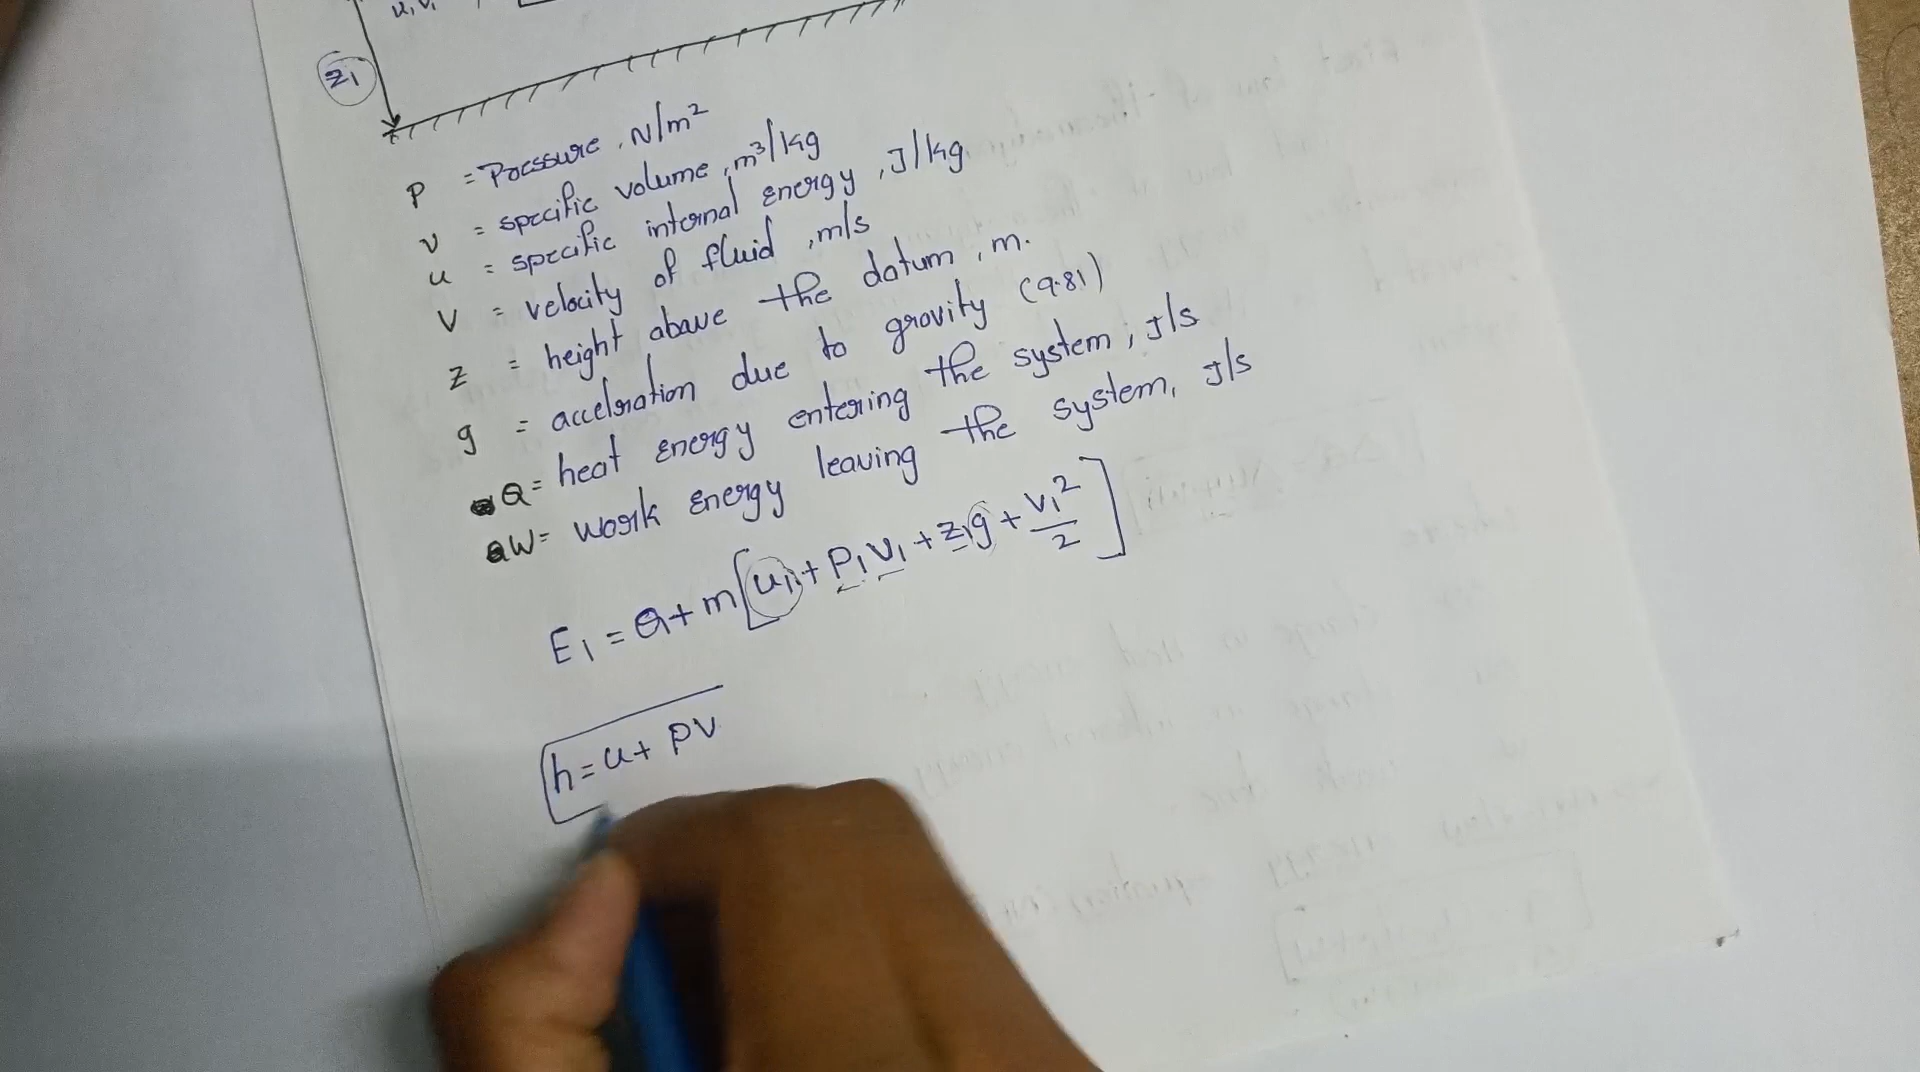 u, v₁
Z₁
P = Pressure, N/m²
v = specific volume, m³/kg
u = specific internal energy, J/kg
V = velocity of fluid, m/s
Z = height above the datum, m.
g = accelration due to gravity (9.81)
Q = heat energy entering the system, J/s
W = work energy leaving the system, J/s
E₁ = Q + m[u₁ + P₁V₁ + Z₁g + V₁²/2]
h = u + PV